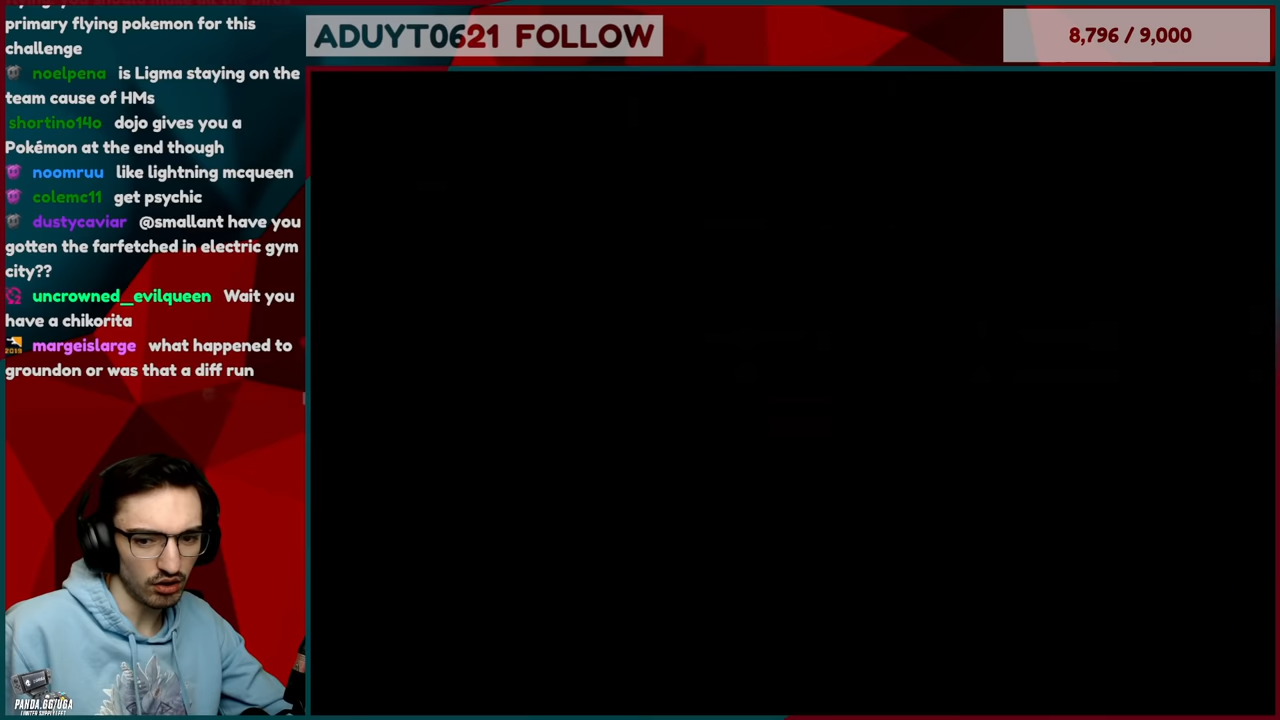 primary flying pokemon for this
challenge
noelpena is Ligma staying on the
team cause of HMs
shortino14o dojo gives you a
Pokémon at the end though
noomruu like lightning mcqueen
colemc11 get psychic
dustycaviar @smallant have you
gotten the farfetched in electric gym
city??
uncrowned_evilqueen Wait you
have a chikorita
margeislarge what happened to
groundon or was that a diff run
ADUYT0621 FOLLOW
8,796 / 9,000
PANDA.GG/UGA